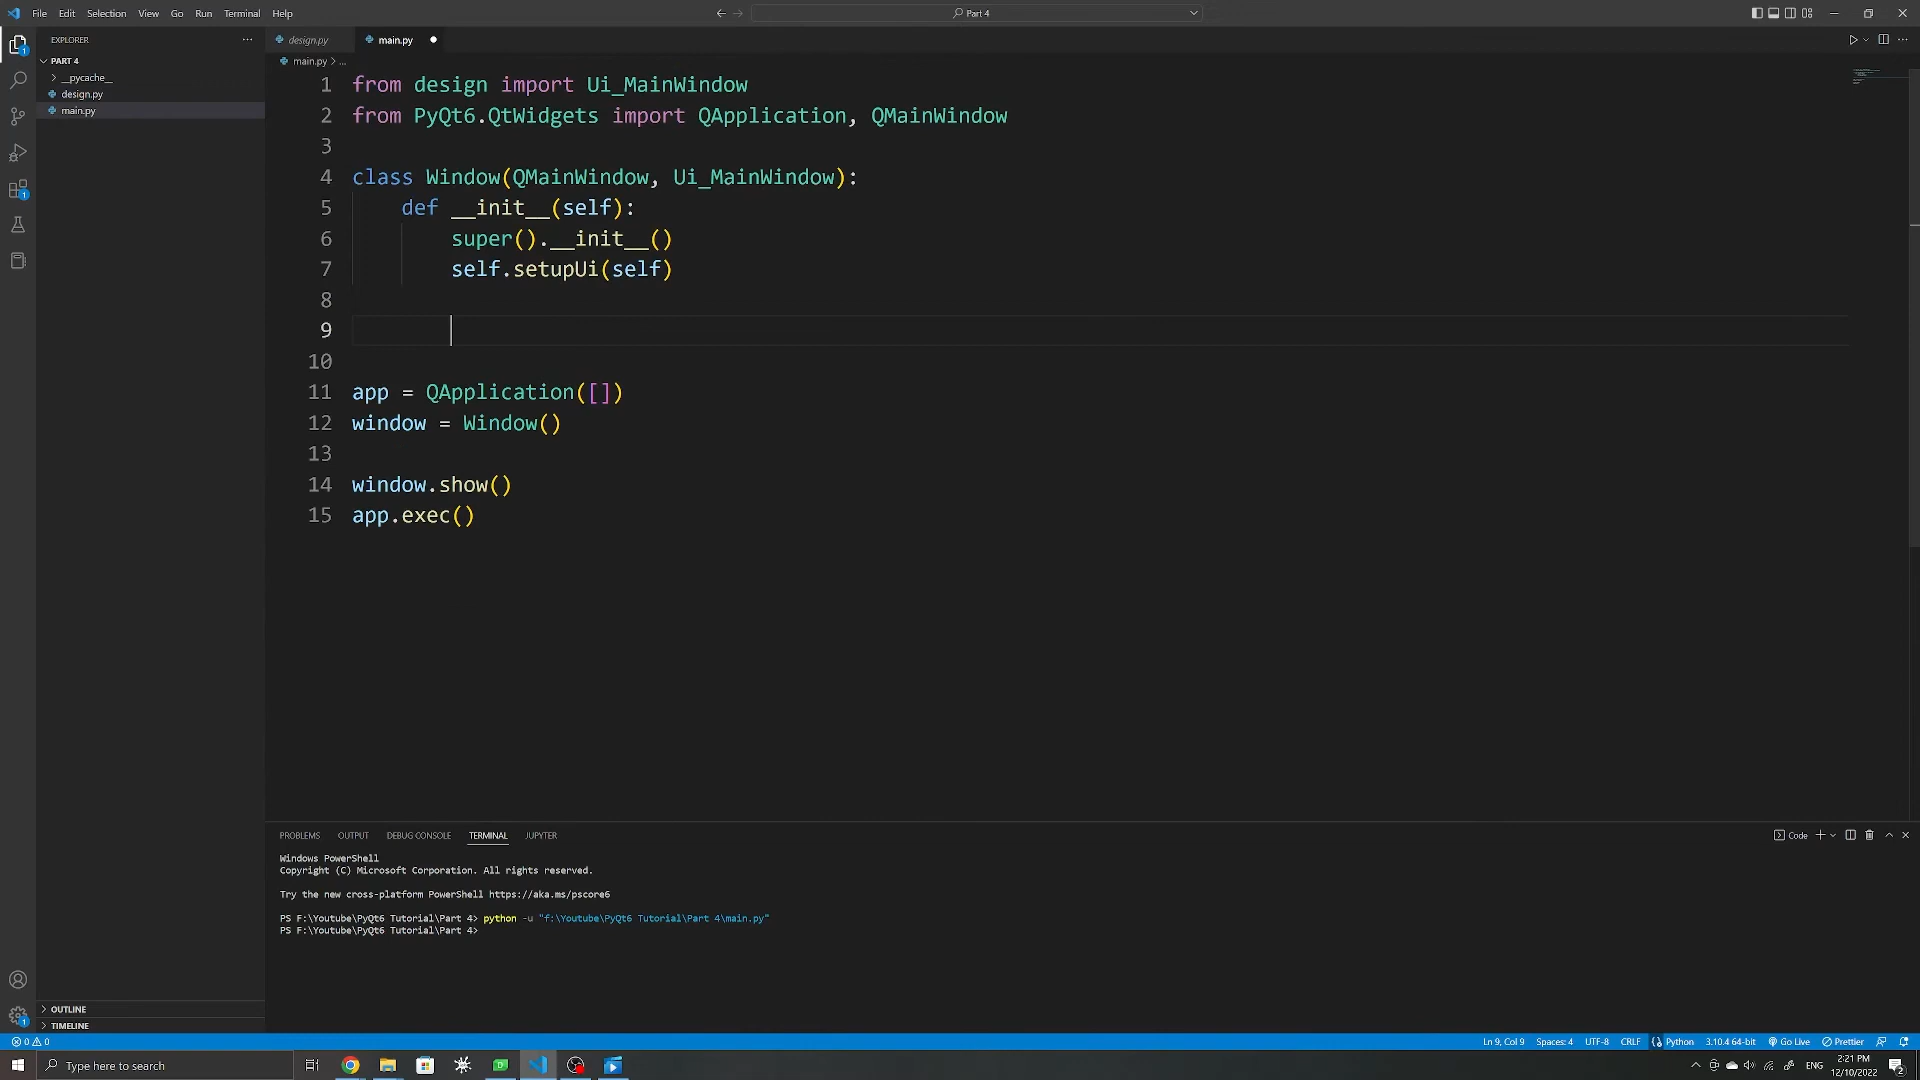 File Edit Selection View Go Run Terminal Help
Part 4
EXPLORER
PART 4
__pycache__
design.py
main.py
design.py
main.py
main.py > ...
1 from design import Ui_MainWindow
2 from PyQt6.QtWidgets import QApplication, QMainWindow
3
4 class Window(QMainWindow, Ui_MainWindow):
5 def __init__(self):
6 super().__init__()
7 self.setupUi(self)
8
9
10
11 app = QApplication([])
12 window = Window()
13
14 window.show()
15 app.exec()
PROBLEMS OUTPUT DEBUG CONSOLE TERMINAL JUPYTER
Code
Windows PowerShell
Copyright (C) Microsoft Corporation. All rights reserved.
Try the new cross-platform PowerShell https://aka.ms/pscore6
PS F:\Youtube\PyQt6 Tutorial\Part 4> python -u "f:\Youtube\PyQt6 Tutorial\Part 4\main.py"
PS F:\Youtube\PyQt6 Tutorial\Part 4>
OUTLINE
TIMELINE
0 0
Ln 9, Col 9 Spaces: 4 UTF-8 CRLF Python 3.10.4 64-bit Go Live Prettier
Type here to search
ENG
2:21 PM
12/10/2022
2